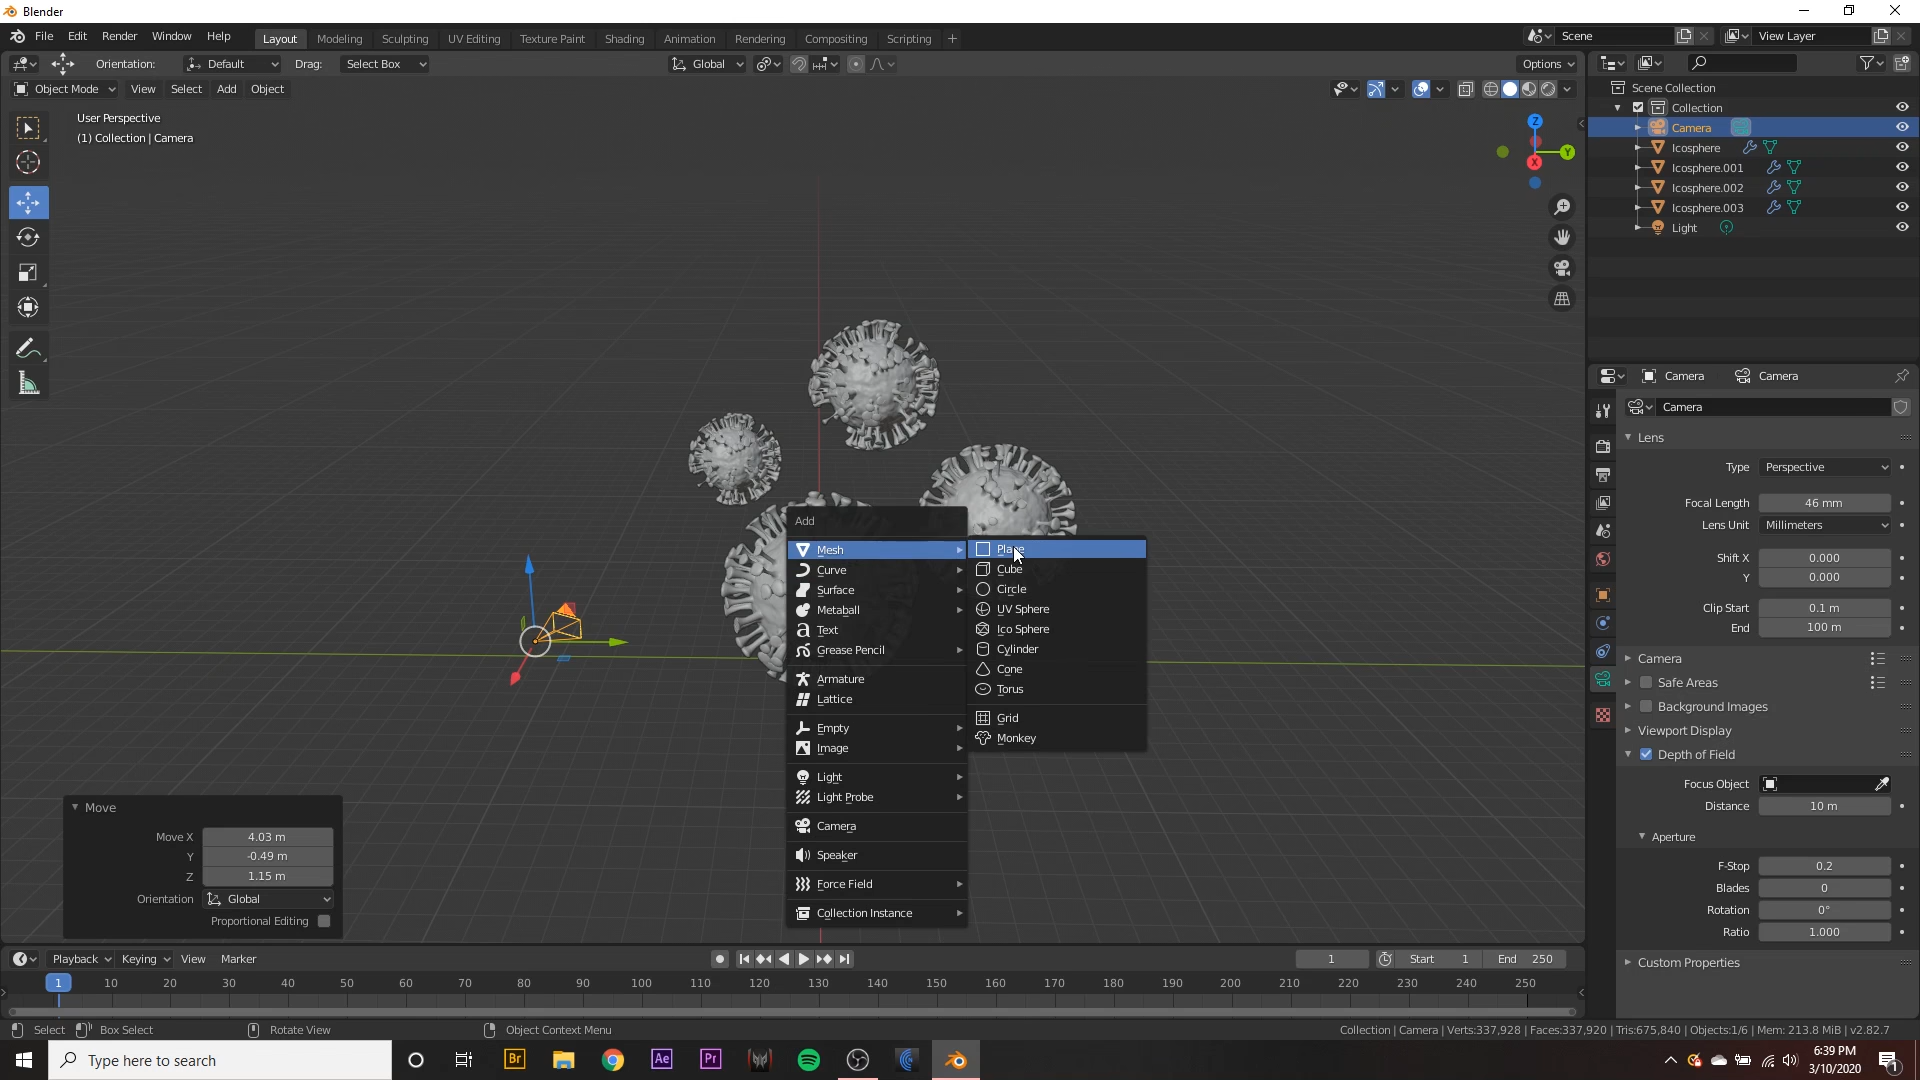 Blender
File Edit Render Window Help Layout Modeling Sculpting UV Editing Texture Paint Shading Animation Rendering Compositing Scripting + Scene View Layer
Orientation: Default Drag: Select Box Global Options
Object Mode View Select Add Object
User Perspective
(1) Collection | Camera
Z
Y
X
Scene Collection
Collection
Camera
Icosphere
Icosphere.001
Icosphere.002
Icosphere.003
Light
Camera Camera
Camera
Lens
Type Perspective
Focal Length 46 mm
Lens Unit Millimeters
Shift X 0.000
Y 0.000
Clip Start 0.1 m
End 100 m
Camera
Safe Areas
Background Images
Viewport Display
Depth of Field
Focus Object
Distance 10 m
Aperture
F-Stop 0.2
Blades 0
Rotation 0°
Ratio 1.000
Custom Properties
Add
Mesh
Curve
Surface
Metaball
Text
Grease Pencil
Armature
Lattice
Empty
Image
Light
Light Probe
Camera
Speaker
Force Field
Collection Instance
Plane
Cube
Circle
UV Sphere
Ico Sphere
Cylinder
Cone
Torus
Grid
Monkey
Move
Move X 4.03 m
Y -0.49 m
Z 1.15 m
Orientation Global
Proportional Editing
Playback Keying View Marker 1 Start 1 End 250
1 10 20 30 40 50 60 70 80 90 100 110 120 130 140 150 160 170 180 190 200 210 220 230 240 250
Select Box Select Rotate View Object Context Menu Collection | Camera | Verts:337,928 | Faces:337,920 | Tris:675,840 | Objects:1/6 | Mem: 213.8 MiB | v2.82.7
Type here to search Br Ae Pr
6:39 PM
3/10/2020
1